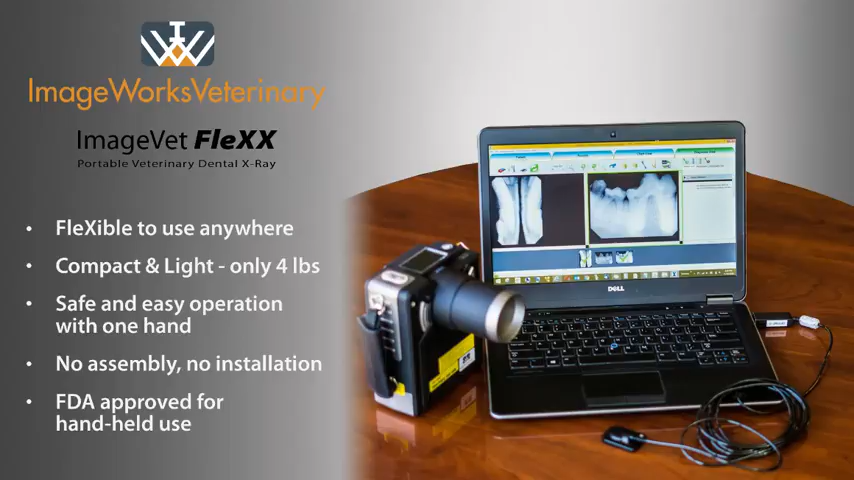 ImageWorksVeterinary
ImageVet FleXX
Portable Veterinary Dental X-Ray
• FleXible to use anywhere
• Compact & Light - only 4 lbs
• Safe and easy operation
with one hand
• No assembly, no installation
• FDA approved for
hand-held use
DELL